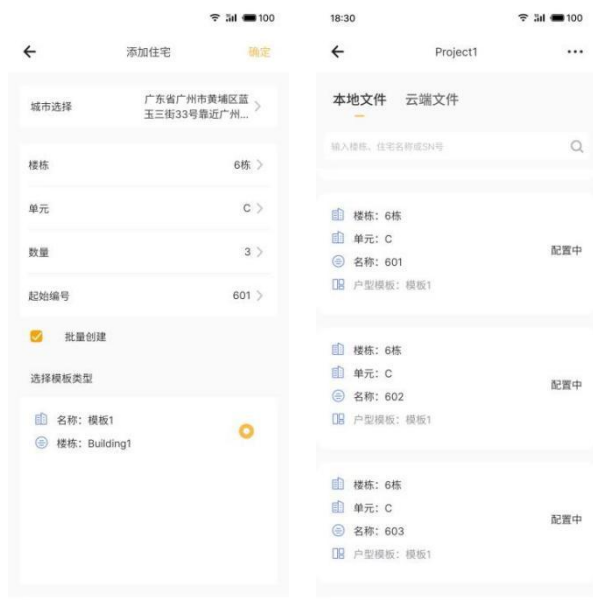 100
添加住宅
确定
城市选择
广东省广州市黄埔区蓝
玉三街33号靠近广州...
楼栋
6栋
单元
C
数量
3
起始编号
601
批量创建
选择模板类型
名称：模板1
楼栋：Building1
18:30
100
Project1
本地文件
云端文件
输入楼栋、住宅名称或SN号
楼栋：6栋
单元：C
名称：601
户型模板：模板1
配置中
楼栋：6栋
单元：C
名称：602
户型模板：模板1
配置中
楼栋：6栋
单元：C
名称：603
户型模板：模板1
配置中